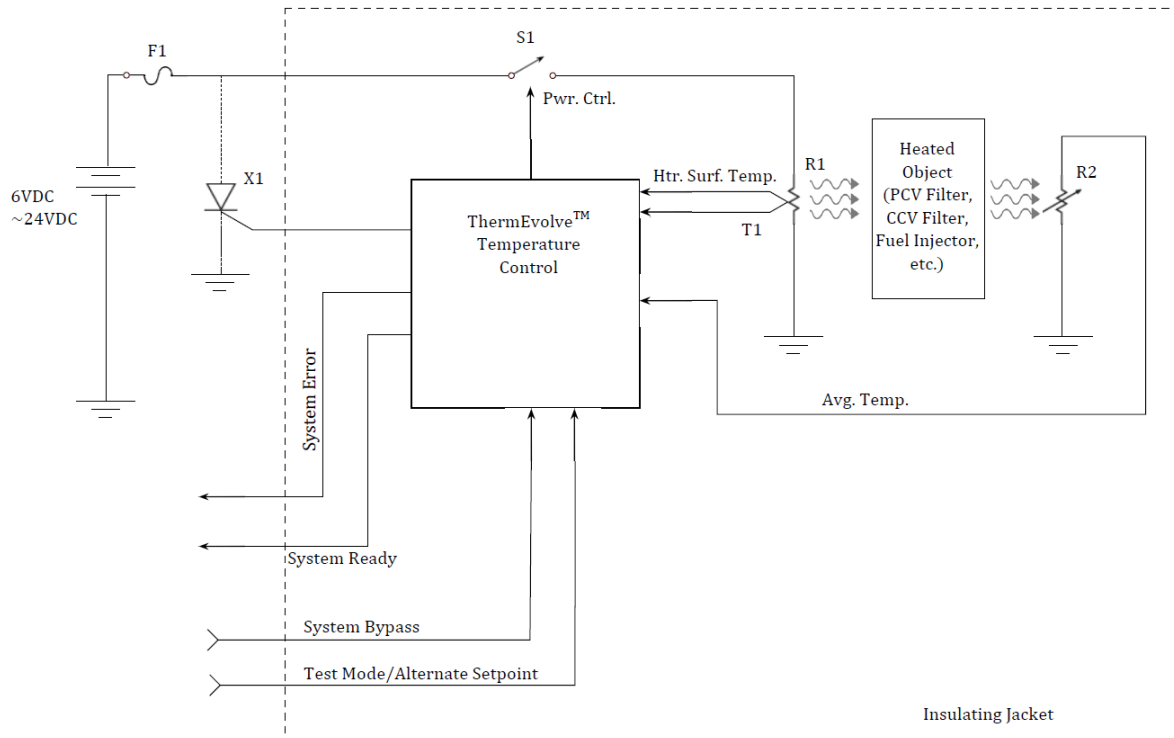 F1
S1
Pwr. Ctrl.
6VDC
~24VDC
X1
ThermEvolve™
Temperature
Control
Htr. Surf. Temp.
T1
R1
Heated
Object
(PCV Filter,
CCV Filter,
Fuel Injector,
etc.)
R2
Avg. Temp.
System Error
System Ready
System Bypass
Test Mode/Alternate Setpoint
Insulating Jacket